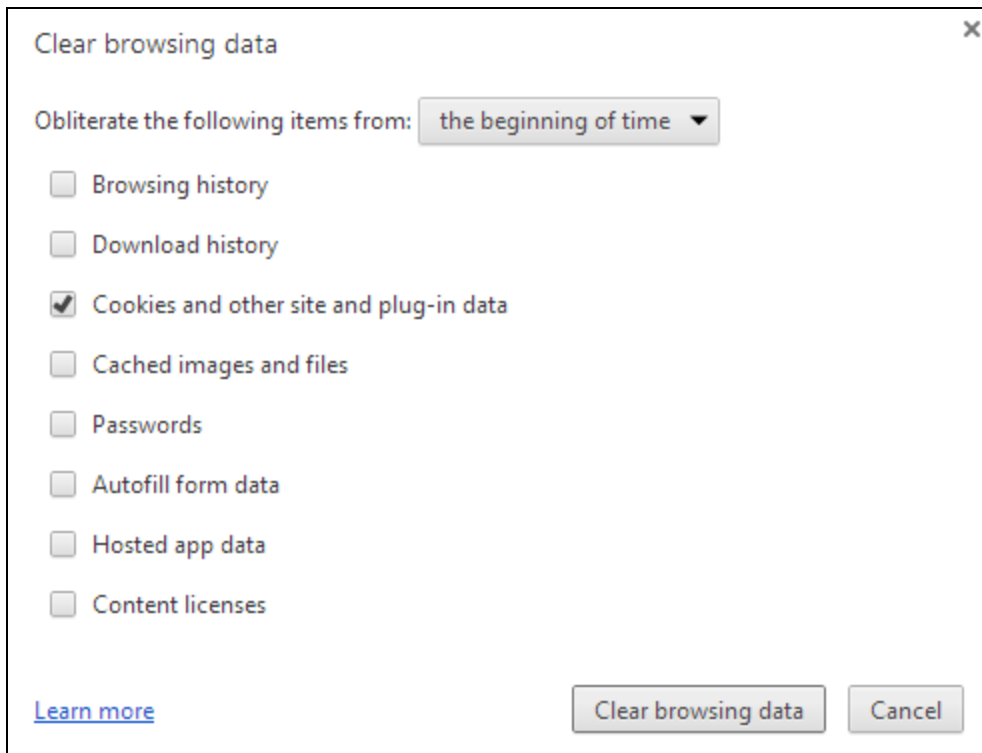 Clear browsing data
Obliterate the following items from: the beginning of time
Browsing history
Download history
Cookies and other site and plug-in data
Cached images and files
Passwords
Autofill form data
Hosted app data
Content licenses
Learn more Clear browsing data Cancel